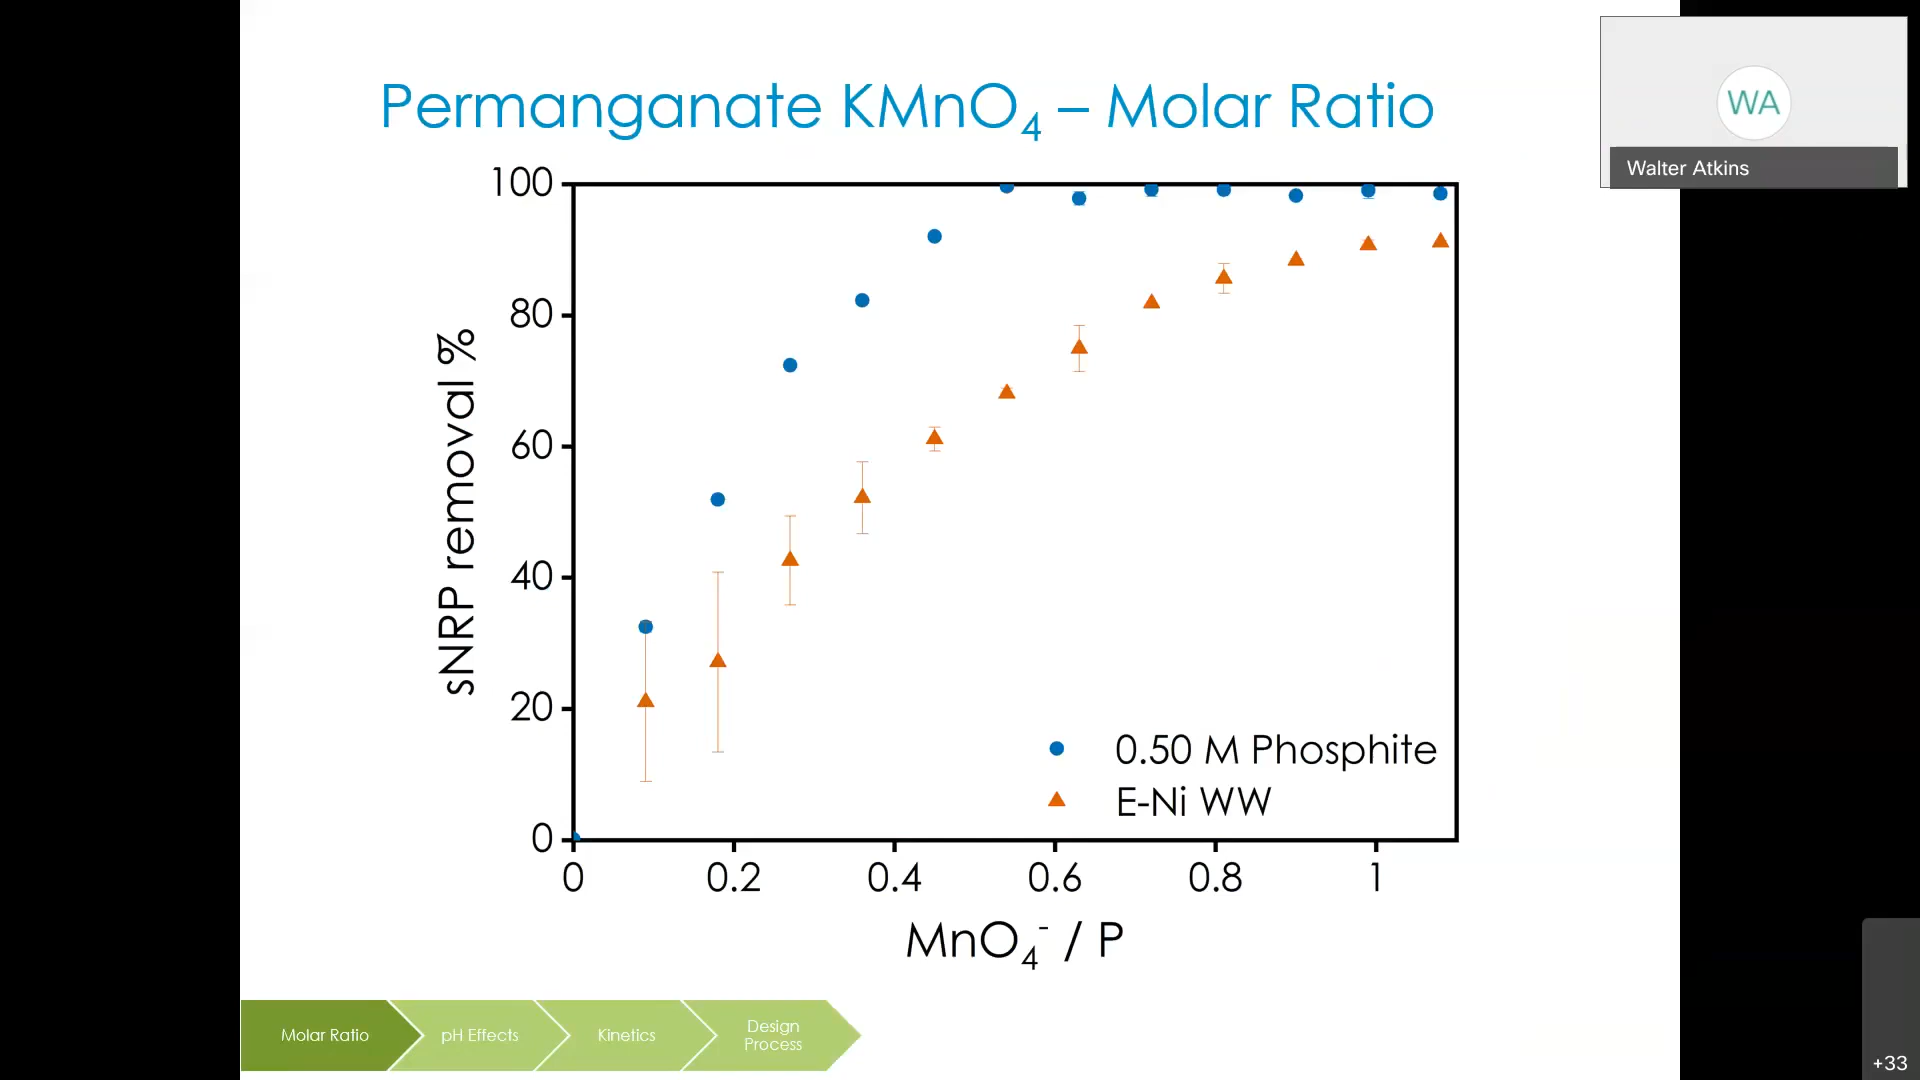 Permanganate KMnO₄ – Molar Ratio
WA
Walter Atkins
sNRP removal %
100
80
60
40
20
0
0.50 M Phosphite
E-Ni WW
0 0.2 0.4 0.6 0.8 1
MnO₄⁻ / P
Molar Ratio
pH Effects
Kinetics
Design
Process
+33